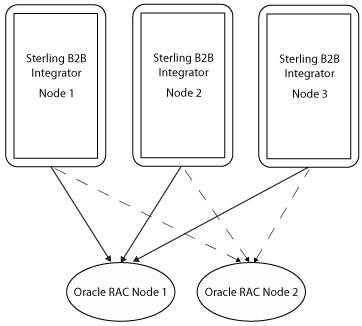 Sterling B2B
Integrator
Node 1
Sterling B2B
Integrator
Node 2
Sterling B2B
Integrator
Node 3
Oracle RAC Node 1
Oracle RAC Node 2